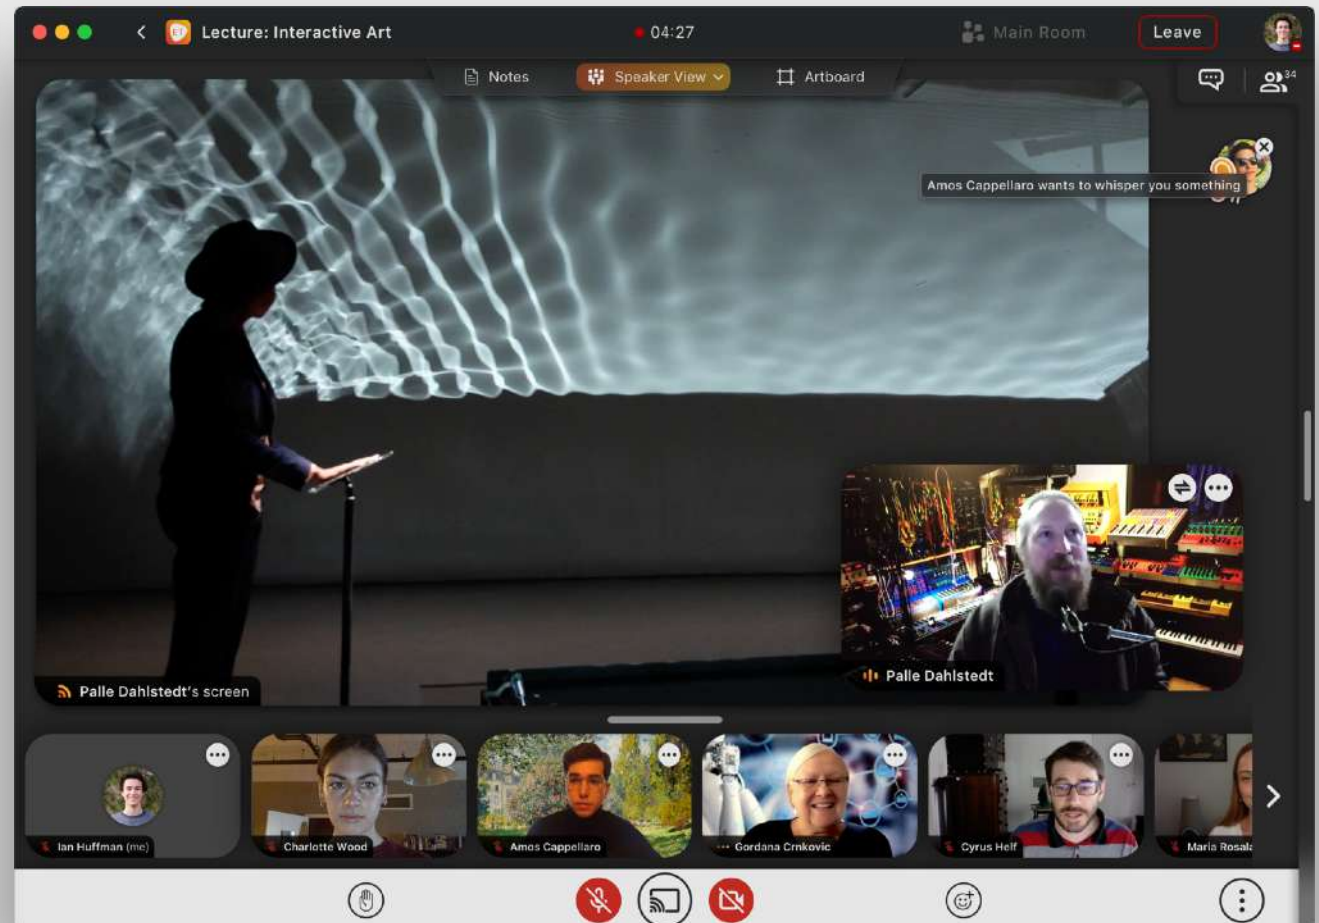 Lecture: Interactive Art
04:27
Main Room
Leave
Notes
Speaker View
Artboard
34
Amos Cappellaro wants to whisper you something
Palle Dahlstedt's screen
Palle Dahlstedt
Ian Huffman (me)
Charlotte Wood
Amos Cappellaro
Gordana Crnkovic
Cyrus Helf
Maria Rosala